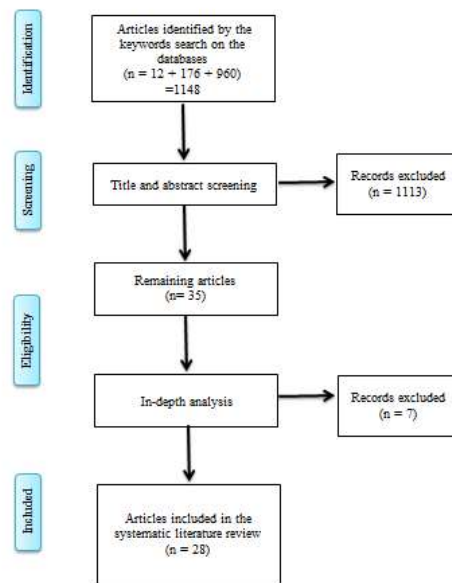 Identification
Articles identified by the
keywords search on the
databases
(n = 12 + 176 + 960)
=1148
Screening
Title and abstract screening
Records excluded
(n = 1113)
Eligibility
Remaining articles
(n= 35)
In-depth analysis
Records excluded
(n = 7)
Included
Articles included in the
systematic literature review
(n = 28)